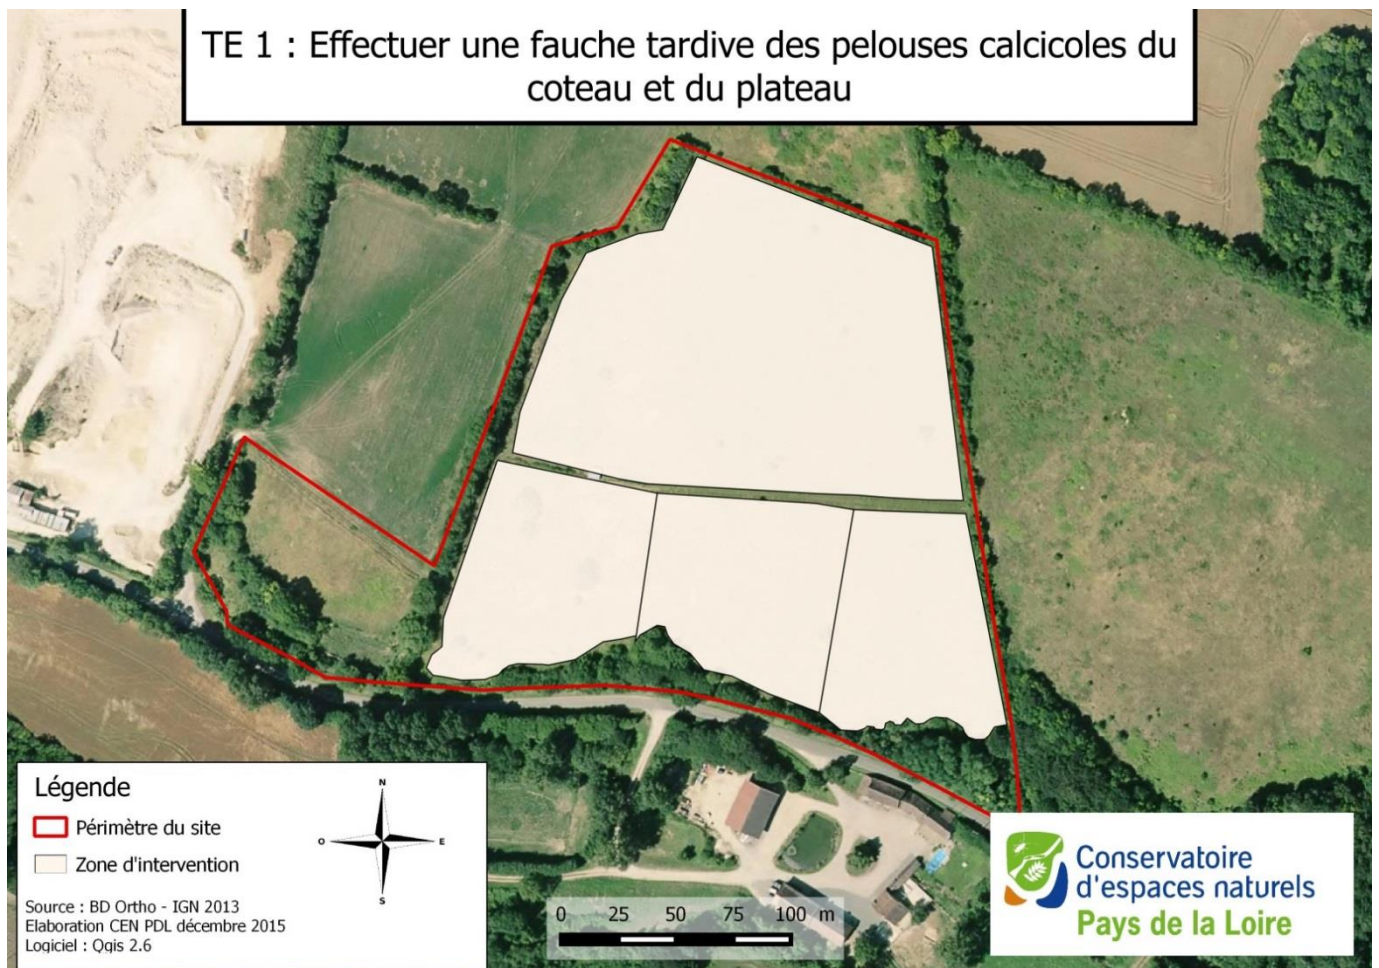 TE 1 : Effectuer une fauche tardive des pelouses calcicoles du
coteau et du plateau
Légende
Périmètre du site
Zone d'intervention
N
O
E
S
Source : BD Ortho - IGN 2013
Elaboration CEN PDL décembre 2015
Logiciel : Qgis 2.6
0 25 50 75 100 m
Conservatoire
d'espaces naturels
Pays de la Loire